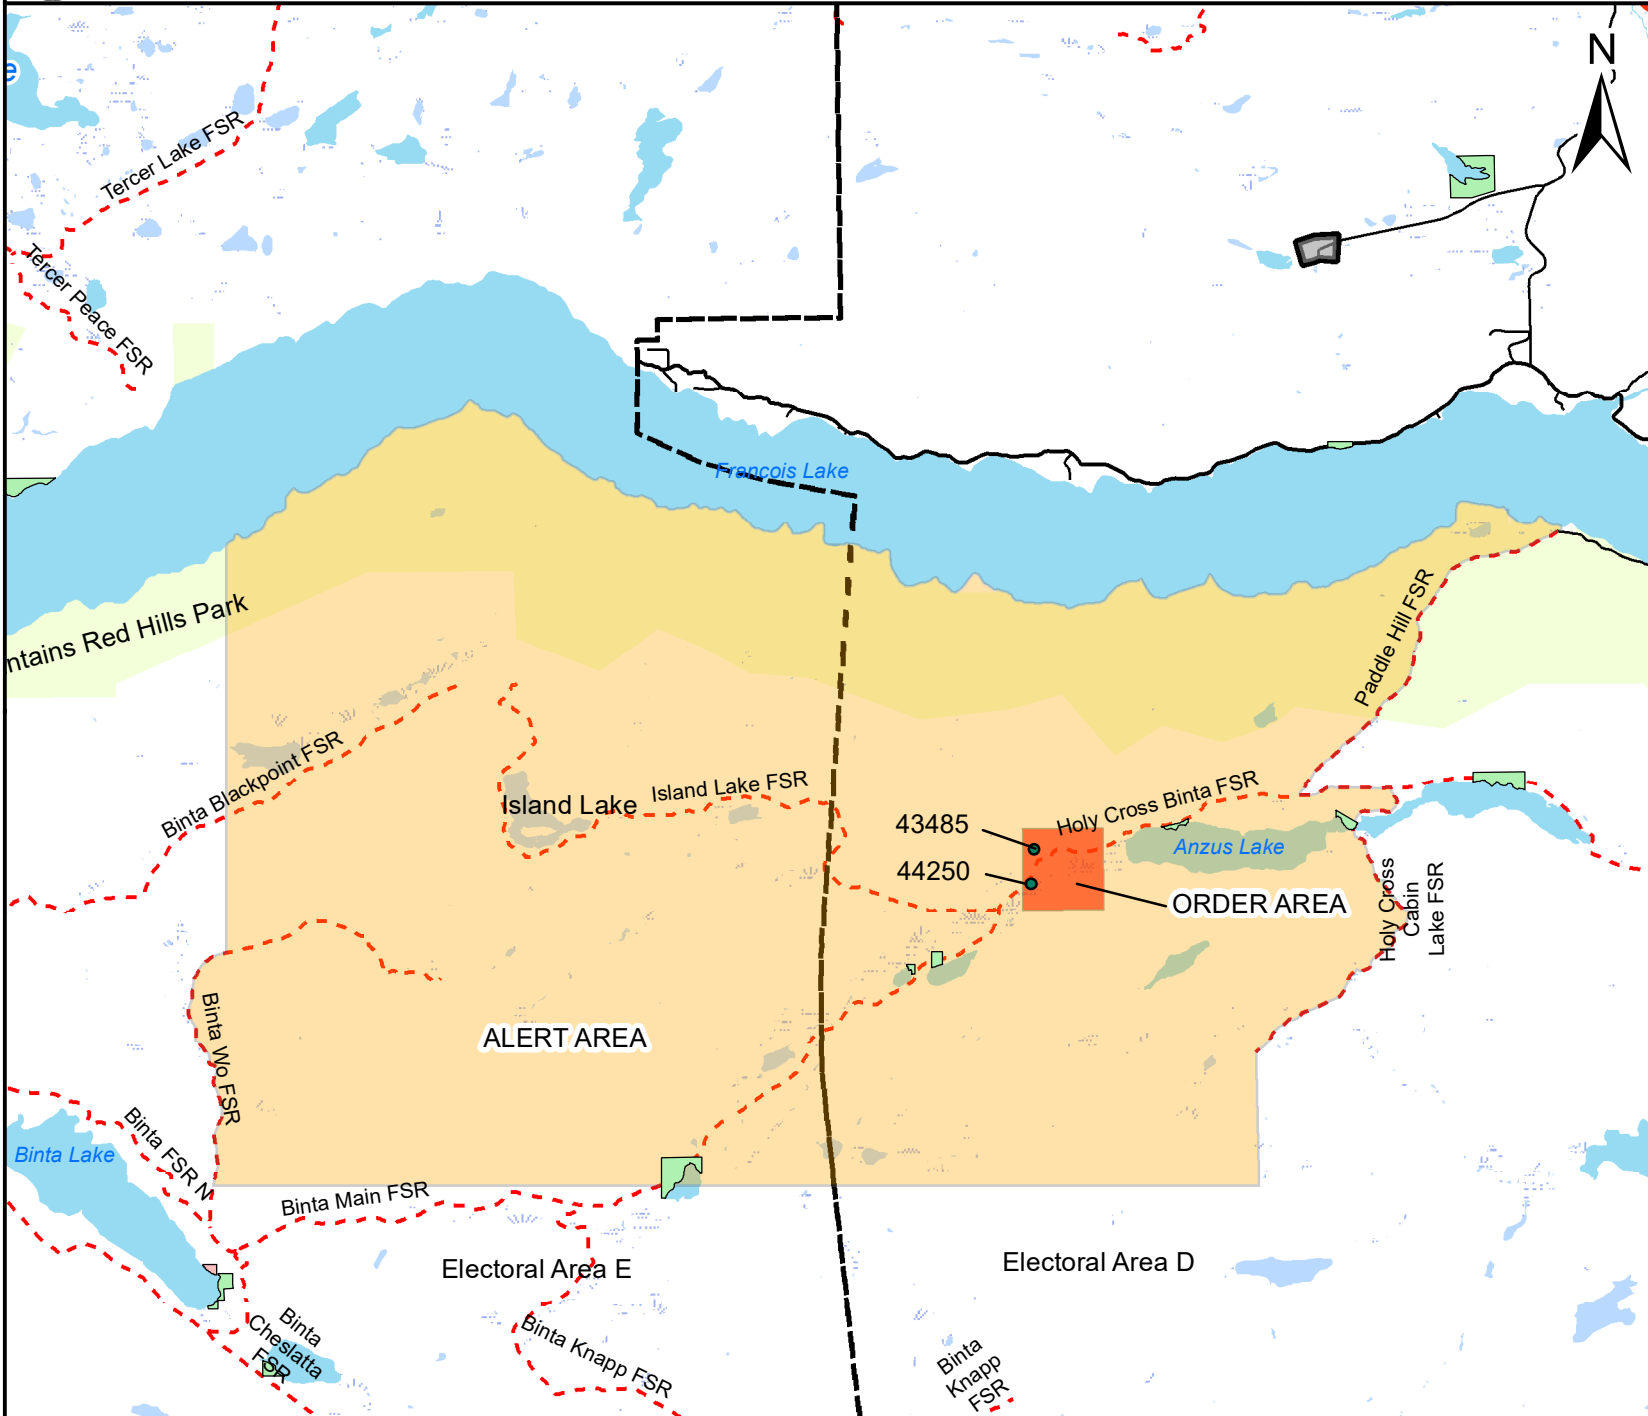 N
e
Tercer Lake FSR
Tercer Peace FSR
Francois Lake
ntains Red Hills Park
Paddle Hill FSR
Binta Blackpoint FSR
Island Lake
Island Lake FSR
Holy Cross Binta FSR
43485
44250
Anzus Lake
ORDER AREA
Holy Cross
Cabin
Lake FSR
Binta Wo FSR
ALERT AREA
Binta Lake
Binta FSR N
Binta Main FSR
Electoral Area E
Electoral Area D
Binta
Cheslatta
FSR
Binta Knapp FSR
Binta
Knapp
FSR